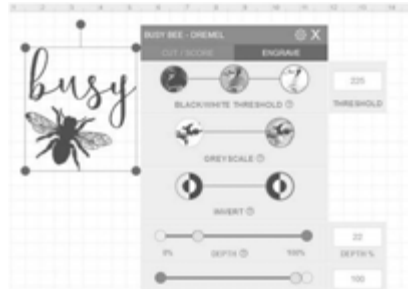 BUSY BEE - DREMEL X
CUT / SCORE ENGRAVE
busy
225
BLACK/WHITE THRESHOLD ?
THRESHOLD
GREYSCALE ?
INVERT ?
22
0% DEPTH ? 100%
DEPTH %
100